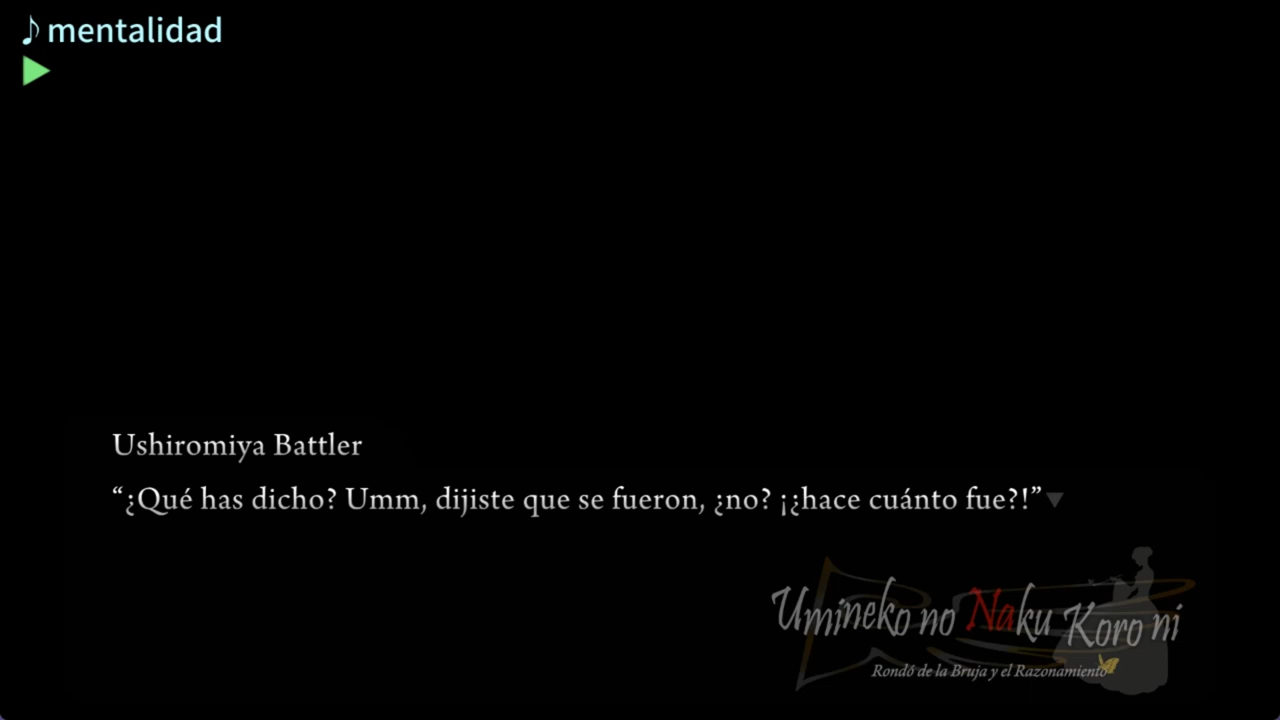 ♪ mentalidad
Ushiromiya Battler
“¿Qué has dicho? Umm, dijiste que se fueron, ¿no? ¡¿hace cuánto fue?!”
Umineko no Naku Koro ni
Rondó de la Bruja y el Razonamiento